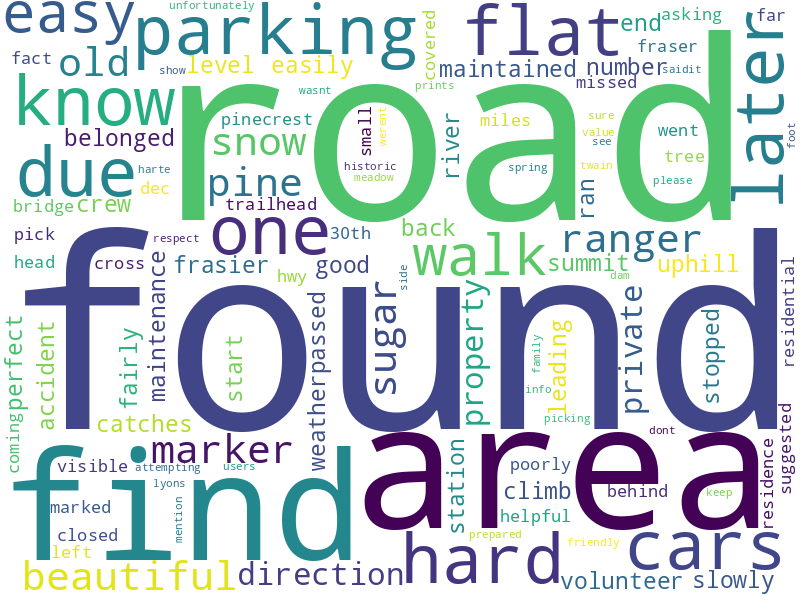 unfortunately
easy
parking
flat
end
asking
far
fact
old
level
easily
covered
maintained
fraser
number
missed
later
show
wasnt
prints
saidit
know
road
belonged
pinecrest
snow
small
werent
historic
meadow
river
miles
sure
value
see
twain
went
tree
please
foot
due
harte
pine
spring
ran
dec
bridge
crew
trailhead
pick
respect
one
30th
back
walk
ranger
head
cross
frasier
hwy
good
summit
dam
uphill
found
maintenance
side
sugar
property
private
stopped
residential
coming
perfect
accident
fairly
start
weatherpassed
family
info
leading
picking
catches
find
marker
area
dont
suggested
visible
attempting
users
lyons
mention
station
poorly
climb
behind
keep
residence
marked
closed
left
helpful
prepared
friendly
hard
cars
beautiful
direction
volunteer
slowly